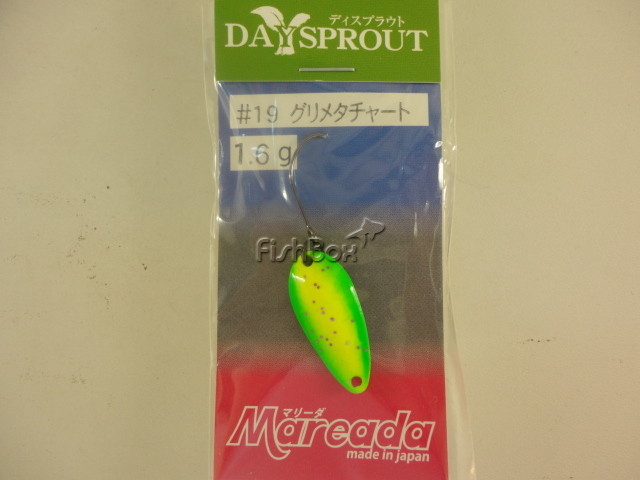 ディスプラウト
DAYSPROUT
#19 グリメタチャート
1.6g
FishBox
マリーダ
Mareada
made in japan